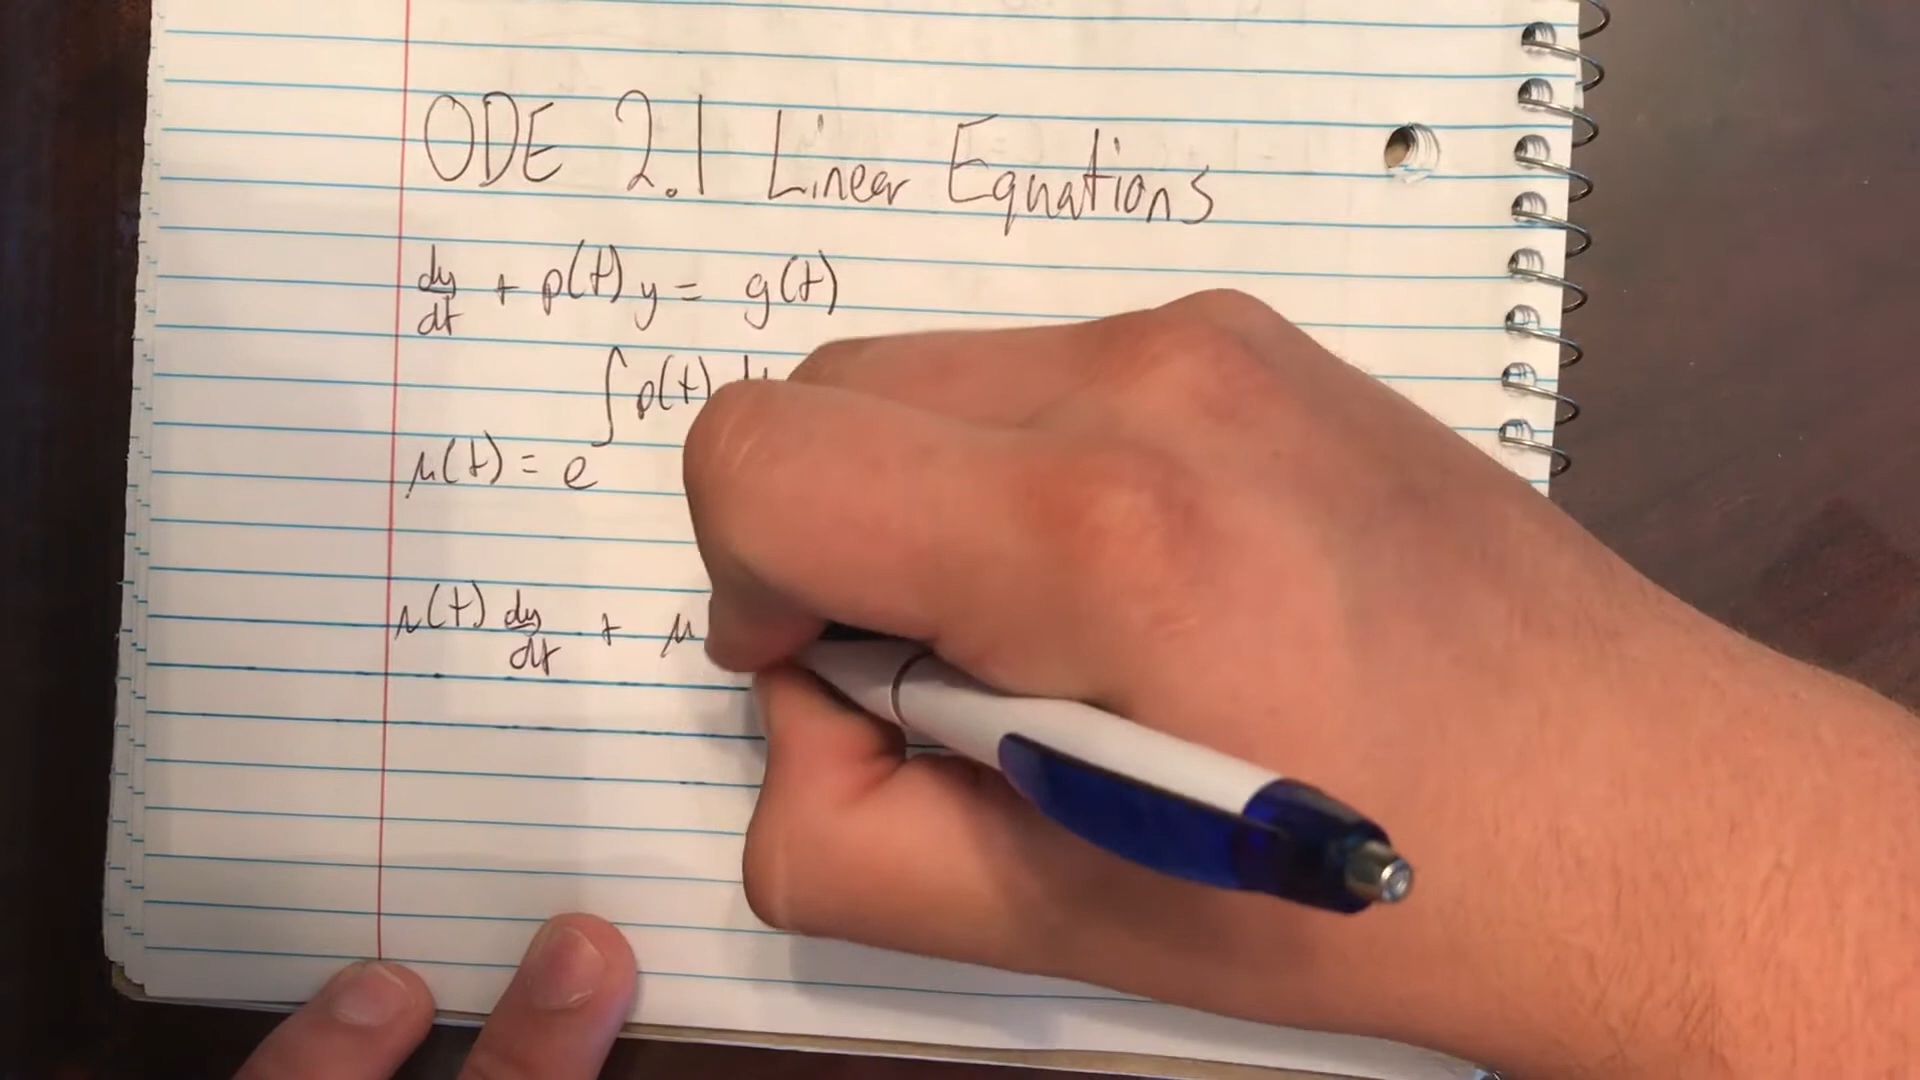 ODE 2.1 Linear Equations
dy/dt + p(t) y = g(t)
∫ p(t)
μ(t) = e
μ(t) dy/dt + μ